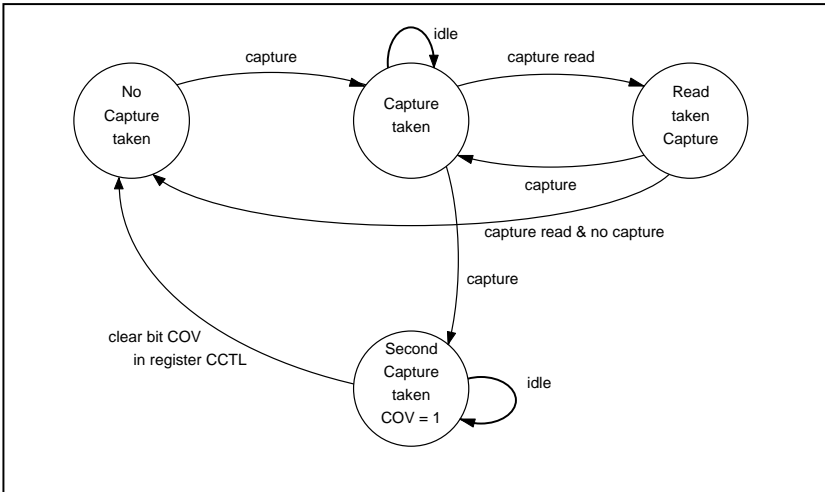 idle
capture
capture read
No
Capture
taken
Capture
taken
Read
taken
Capture
capture
capture read & no capture
capture
clear bit COV
in register CCTL
Second
Capture
taken
COV = 1
idle